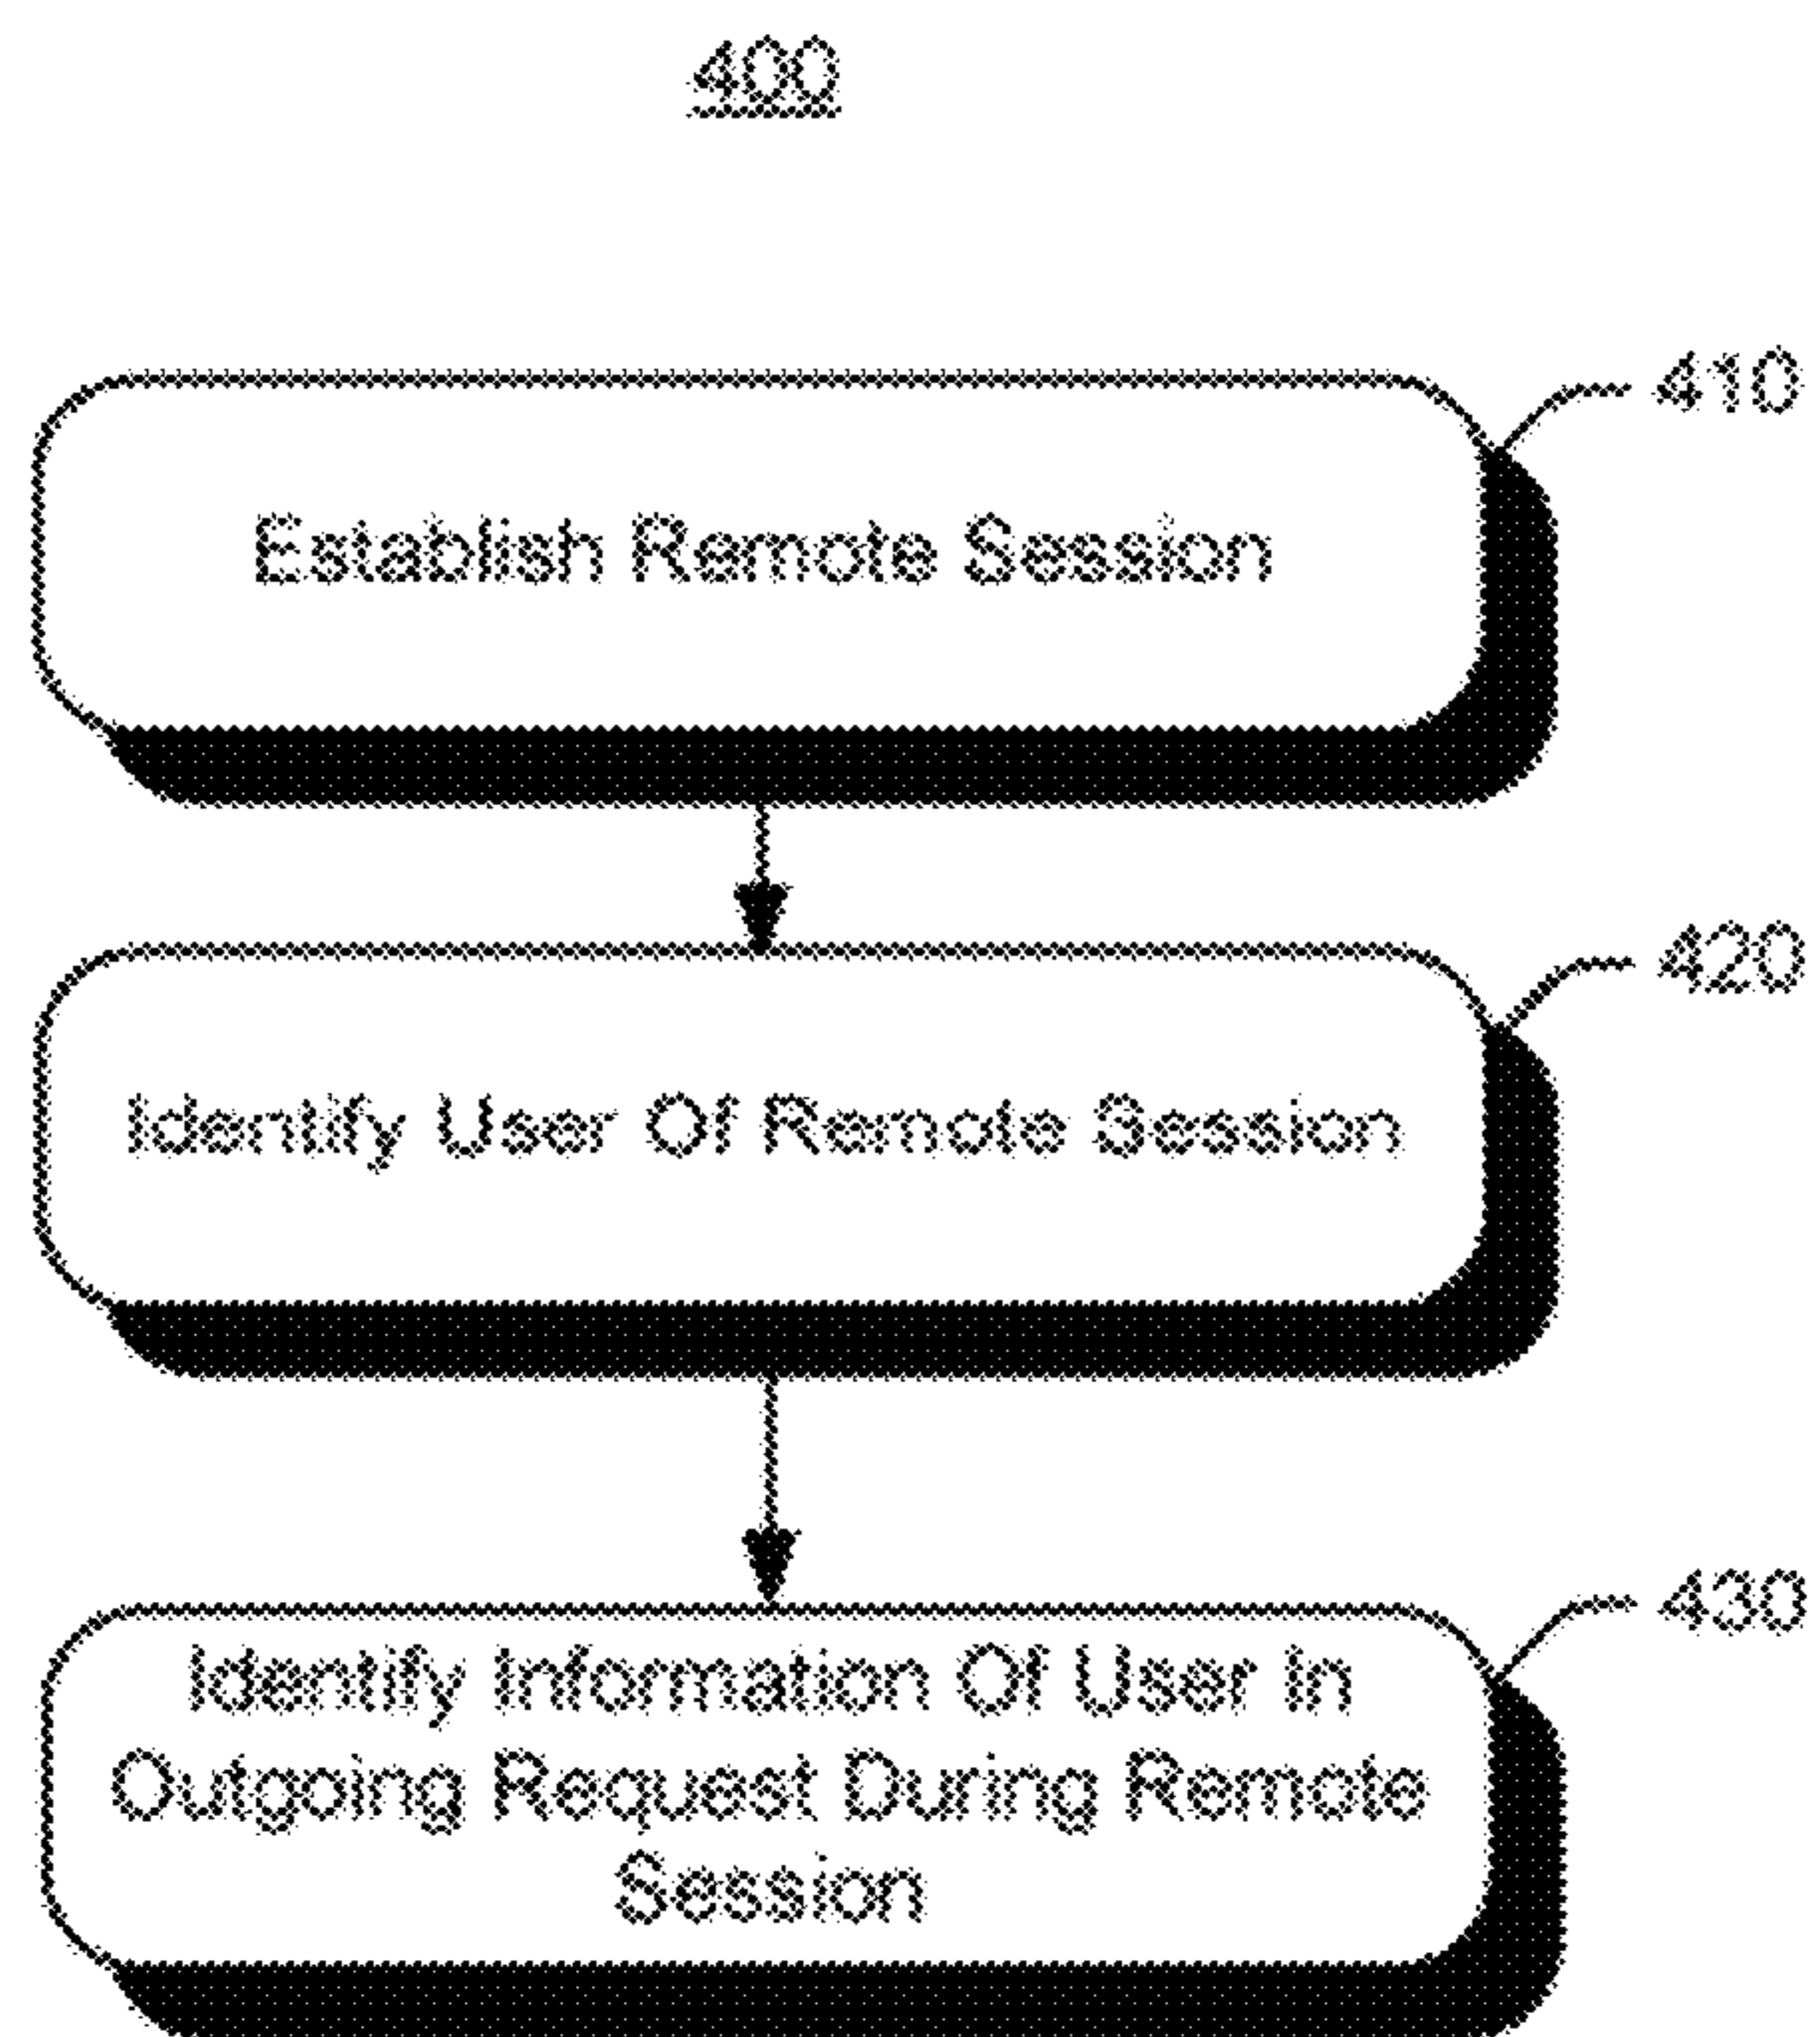 400
410
Establish Remote Session
420
Identify User Of Remote Session
430
Identify Information Of User In
Outgoing Request During Remote
Session